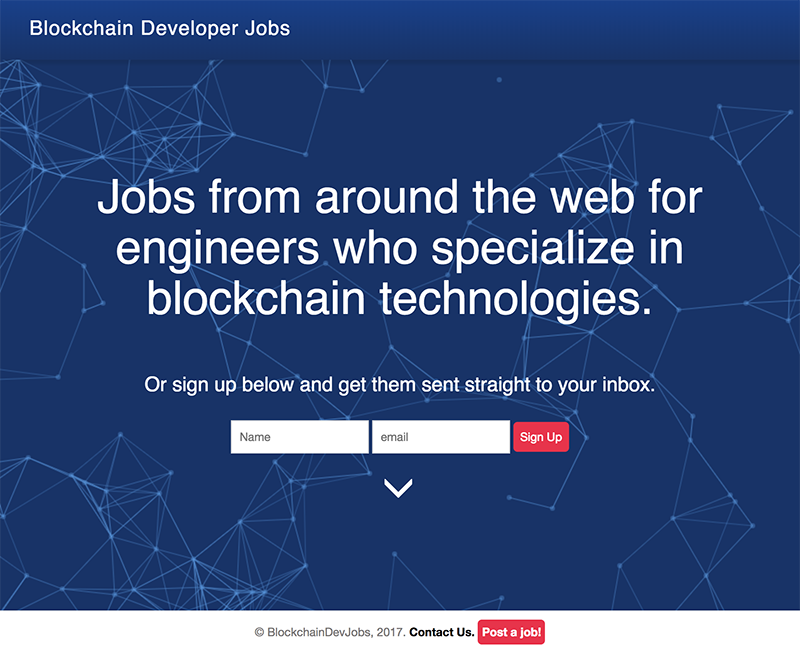 Blockchain Developer Jobs
Jobs from around the web for
engineers who specialize in
blockchain technologies.
Or sign up below and get them sent straight to your inbox.
Name email Sign Up
© BlockchainDevJobs, 2017. Contact Us. Post a job!